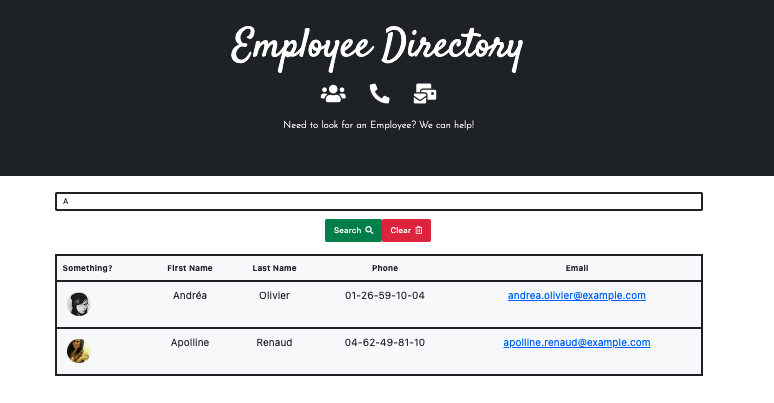 Employee Directory
Need to look for an Employee? We can help!
A
Search Clear
Something? First Name Last Name Phone Email
Andréa Olivier 01-26-59-10-04 andrea.olivier@example.com
Apolline Renaud 04-62-49-81-10 apolline.renaud@example.com